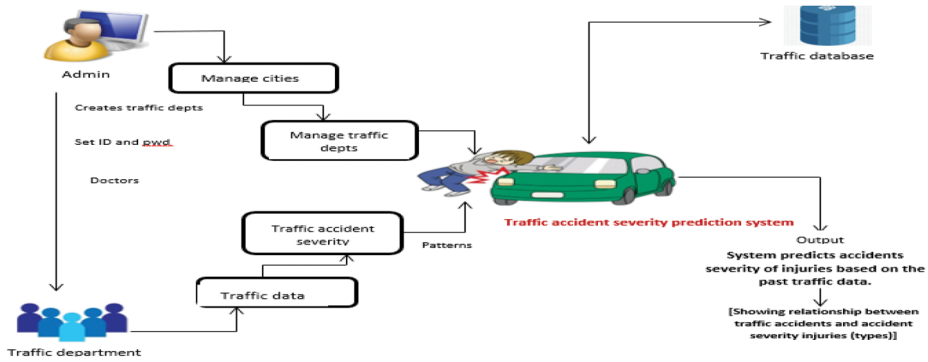 Admin
Manage cities
Creates traffic depts
Manage traffic
depts
Set ID and pwd
Doctors
Traffic database
Traffic accident
severity
Patterns
Traffic data
Traffic department
Traffic accident severity prediction system
Output
System predicts accidents
severity of injuries based on the
past traffic data.
[Showing relationship between
traffic accidents and accident
severity injuries (types)]